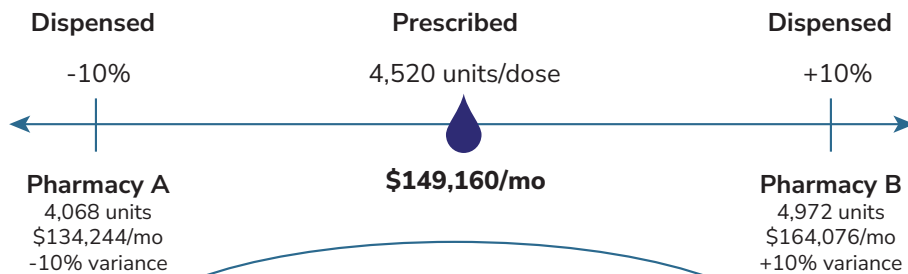 Dispensed
Prescribed
Dispensed
-10%
4,520 units/dose
+10%
$149,160/mo
Pharmacy A
4,068 units
$134,244/mo
-10% variance
Pharmacy B
4,972 units
$164,076/mo
+10% variance